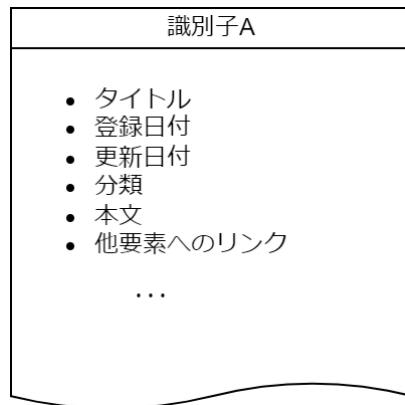 識別子A
• タイトル
• 登録日付
• 更新日付
• 分類
• 本文
• 他要素へのリンク
...